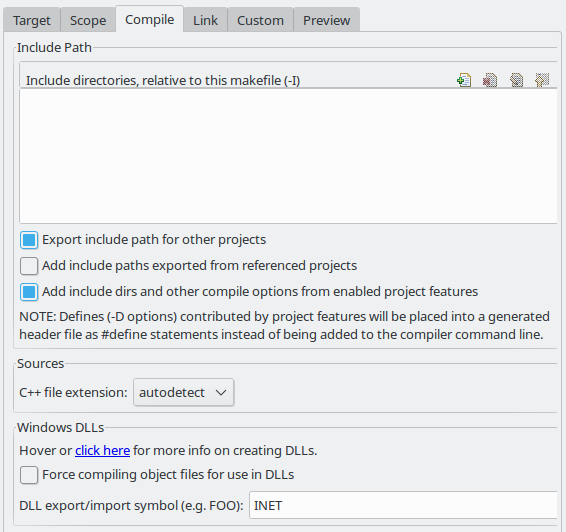 Target Scope Compile Link Custom Preview
Include Path
Include directories, relative to this makefile (-I)
Export include path for other projects
Add include paths exported from referenced projects
Add include dirs and other compile options from enabled project features
NOTE: Defines (-D options) contributed by project features will be placed into a generated
header file as #define statements instead of being added to the compiler command line.
Sources
C++ file extension: autodetect
Windows DLLs
Hover or click here for more info on creating DLLs.
Force compiling object files for use in DLLs
DLL export/import symbol (e.g. FOO): INET